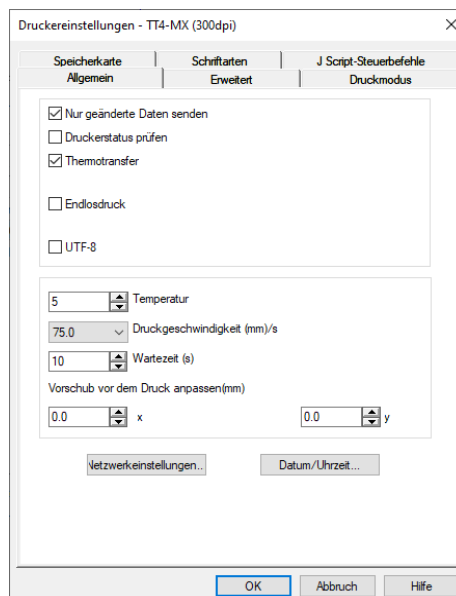 Druckereinstellungen - TT4-MX (300dpi)
Speicherkarte Schriftarten J Script-Steuerbefehle
Allgemein Erweitert Druckmodus
Nur geänderte Daten senden
Druckerstatus prüfen
Thermotransfer
Endlosdruck
UTF-8
5 Temperatur
75.0 Druckgeschwindigkeit (mm)/s
10 Wartezeit (s)
Vorschub vor dem Druck anpassen(mm)
0.0 x 0.0 y
Netzwerkeinstellungen.. Datum/Uhrzeit...
OK Abbruch Hilfe